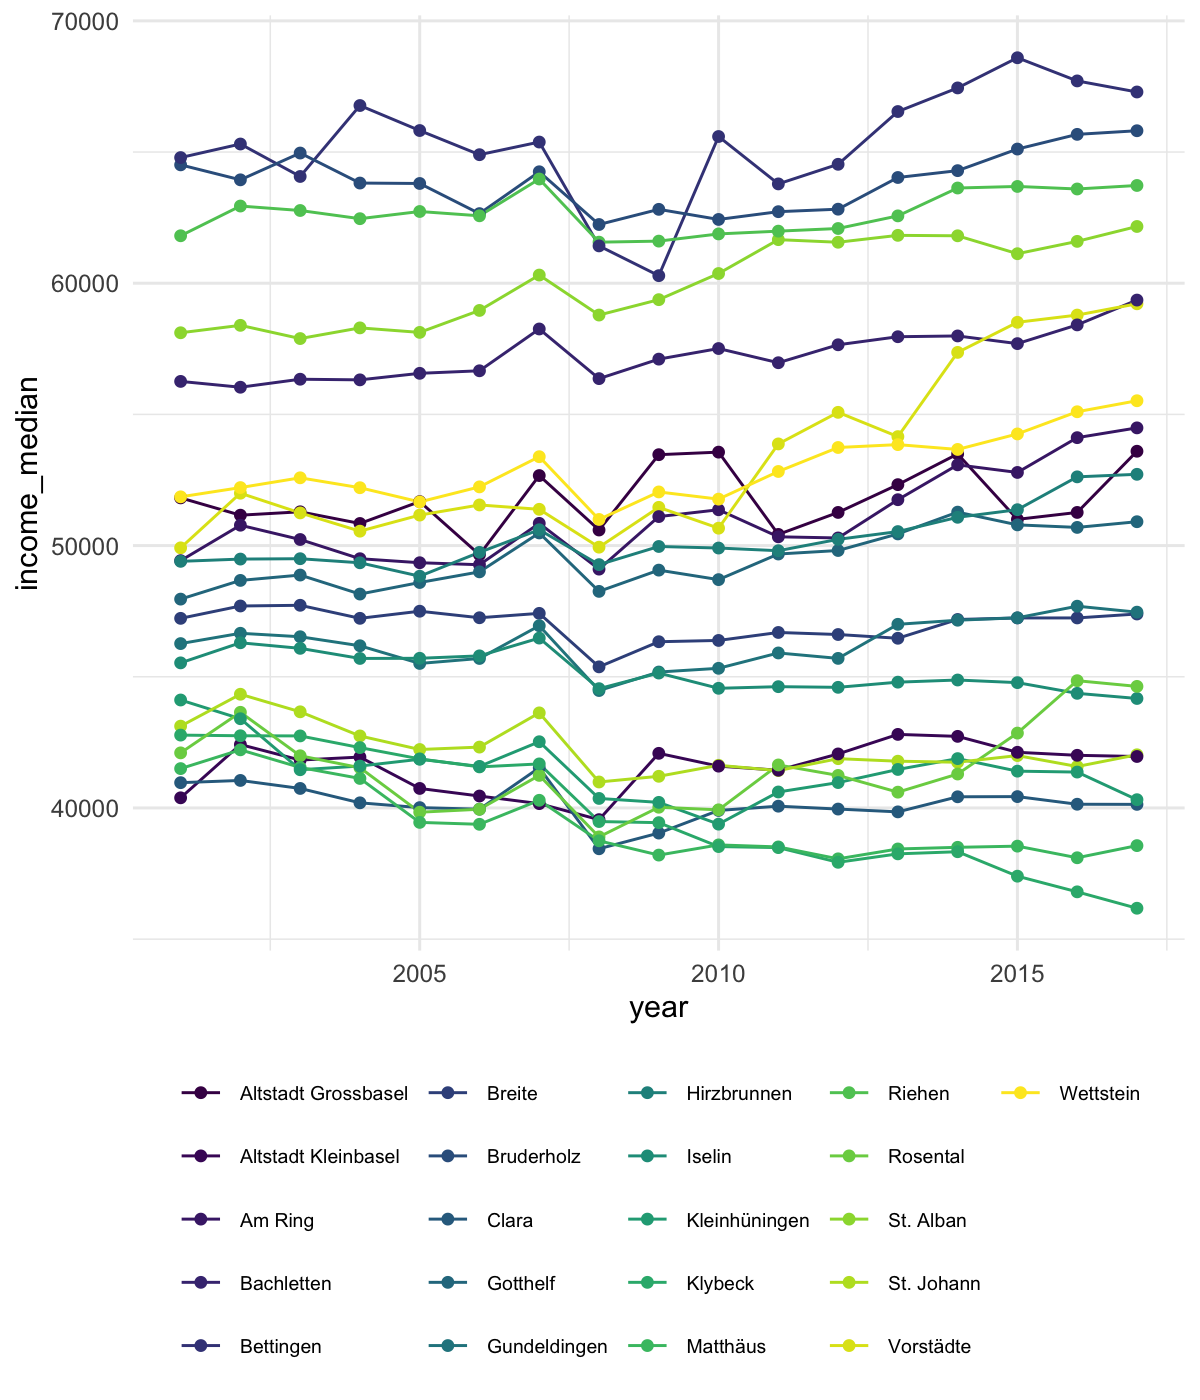 70000
60000
50000
40000
income_median
2005 2010 2015
year
Altstadt Grossbasel Breite Hirzbrunnen Riehen Wettstein
Altstadt Kleinbasel Bruderholz Iselin Rosental
Am Ring Clara Kleinhüningen St. Alban
Bachletten Gotthelf Klybeck St. Johann
Bettingen Gundeldingen Matthäus Vorstädte